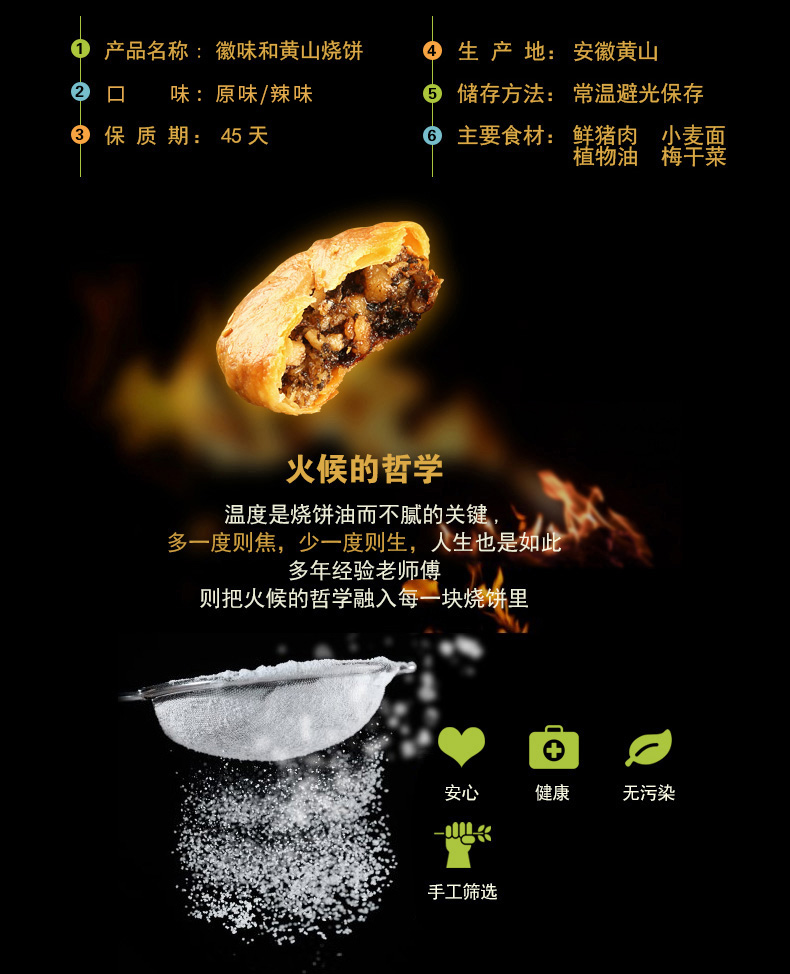 1 产品名称：徽味和黄山烧饼
2 口 味：原味/辣味
3 保 质 期： 45 天
4 生 产 地：安徽黄山
5 储存方法：常温避光保存
6 主要食材：鲜猪肉 小麦面
植物油 梅干菜
火候的哲学
温度是烧饼油而不腻的关键，
多一度则焦，少一度则生，人生也是如此
多年经验老师傅
则把火候的哲学融入每一块烧饼里
安心 健康 无污染
手工筛选